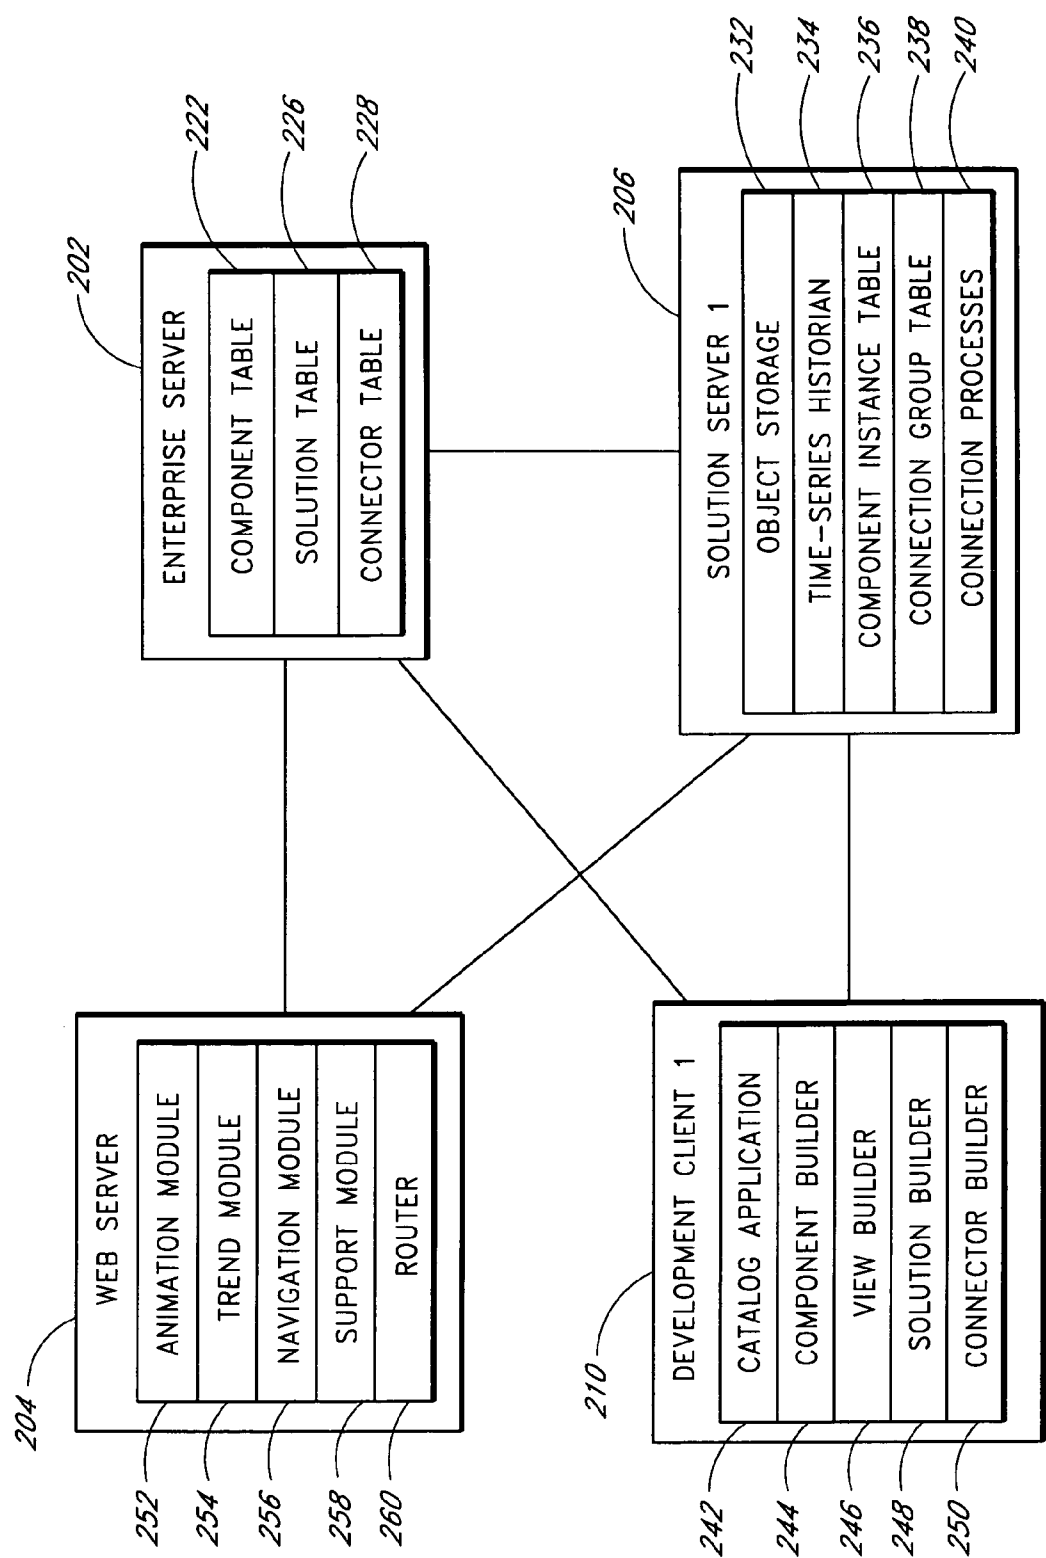 204
WEB SERVER
252
ANIMATION MODULE
254
TREND MODULE
256
NAVIGATION MODULE
258
SUPPORT MODULE
260
ROUTER
202
ENTERPRISE SERVER
COMPONENT TABLE
222
SOLUTION TABLE
226
CONNECTOR TABLE
228
210
DEVELOPMENT CLIENT 1
242
CATALOG APPLICATION
244
COMPONENT BUILDER
246
VIEW BUILDER
248
SOLUTION BUILDER
250
CONNECTOR BUILDER
206
SOLUTION SERVER 1
OBJECT STORAGE
232
TIME-SERIES HISTORIAN
234
COMPONENT INSTANCE TABLE
236
CONNECTION GROUP TABLE
238
CONNECTION PROCESSES
240